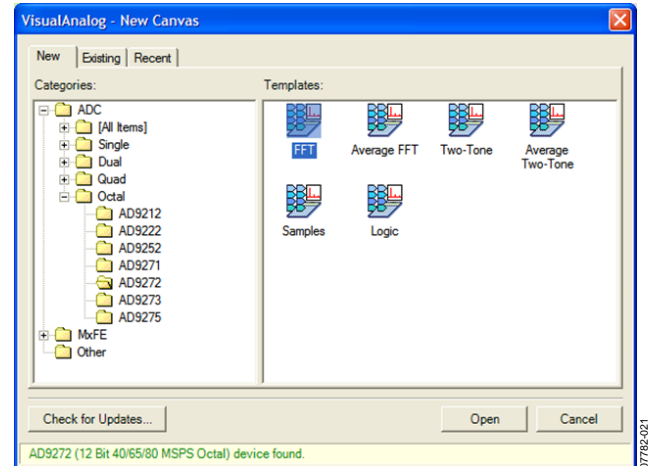 VisualAnalog - New Canvas
New
Existing
Recent
Categories:
Templates:
ADC
[All Items]
Single
Dual
Quad
Octal
AD9212
AD9222
AD9252
AD9271
AD9272
AD9273
AD9275
MxFE
Other
FFT
Average FFT
Two-Tone
Average
Two-Tone
Samples
Logic
Check for Updates...
Open
Cancel
AD9272 (12 Bit 40/65/80 MSPS Octal) device found.
07782-021